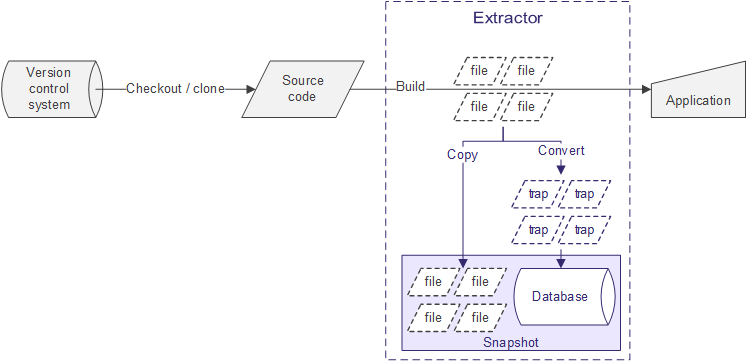 Extractor
Version
control
system
Checkout / clone
Source
code
Build
file file
file file
Application
Copy
Convert
trap trap
trap trap
file file
file file
Database
Snapshot